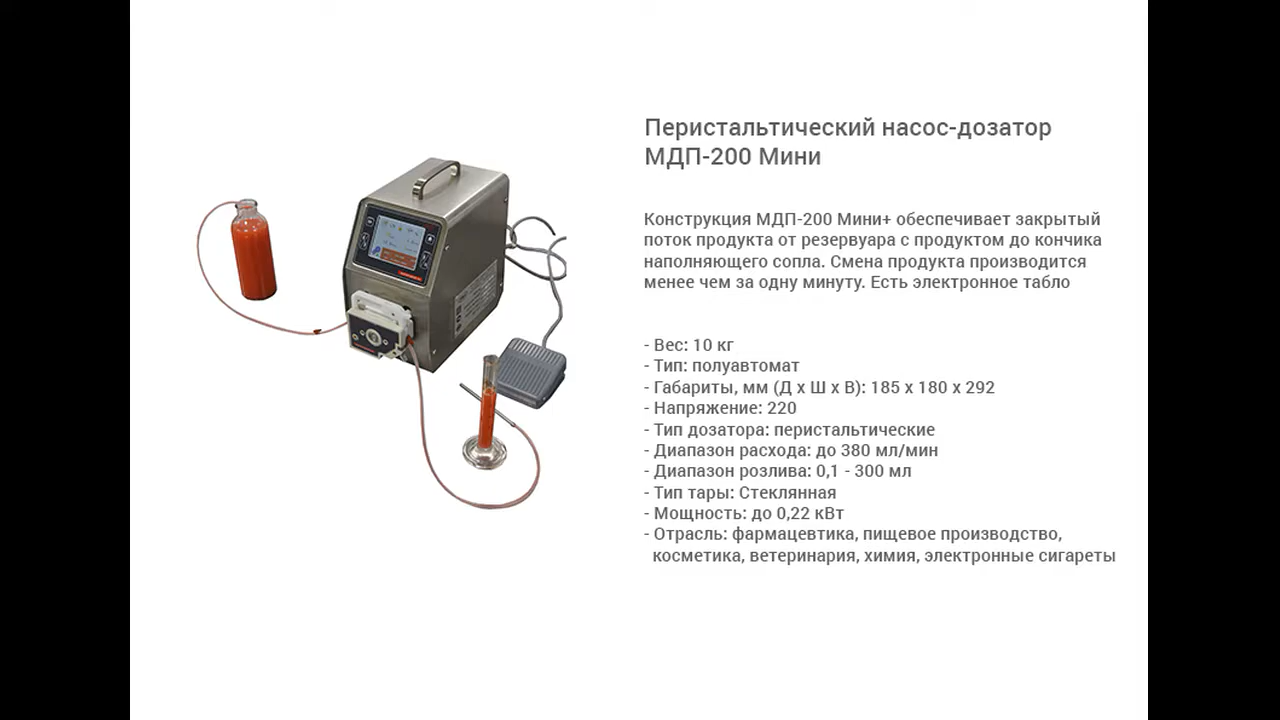 Перистальтический насос-дозатор
МДП-200 Мини
Конструкция МДП-200 Мини+ обеспечивает закрытый
поток продукта от резервуара с продуктом до кончика
наполняющего сопла. Смена продукта производится
менее чем за одну минуту. Есть электронное табло
- Вес: 10 кг
- Тип: полуавтомат
- Габариты, мм (Д х Ш х В): 185 х 180 х 292
- Напряжение: 220
- Тип дозатора: перистальтические
- Диапазон расхода: до 380 мл/мин
- Диапазон розлива: 0,1 - 300 мл
- Тип тары: Стеклянная
- Мощность: до 0,22 кВт
- Отрасль: фармацевтика, пищевое производство,
косметика, ветеринария, химия, электронные сигареты